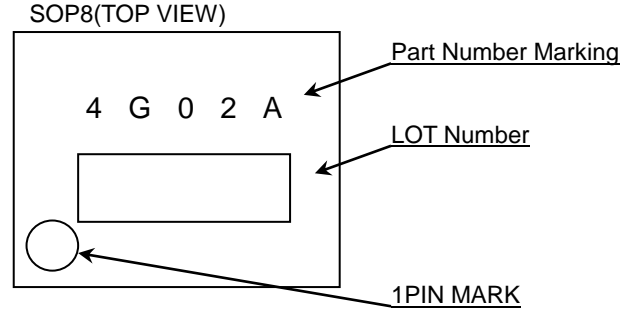 SOP8(TOP VIEW)
Part Number Marking
4 G 0 2 A
LOT Number
1PIN MARK